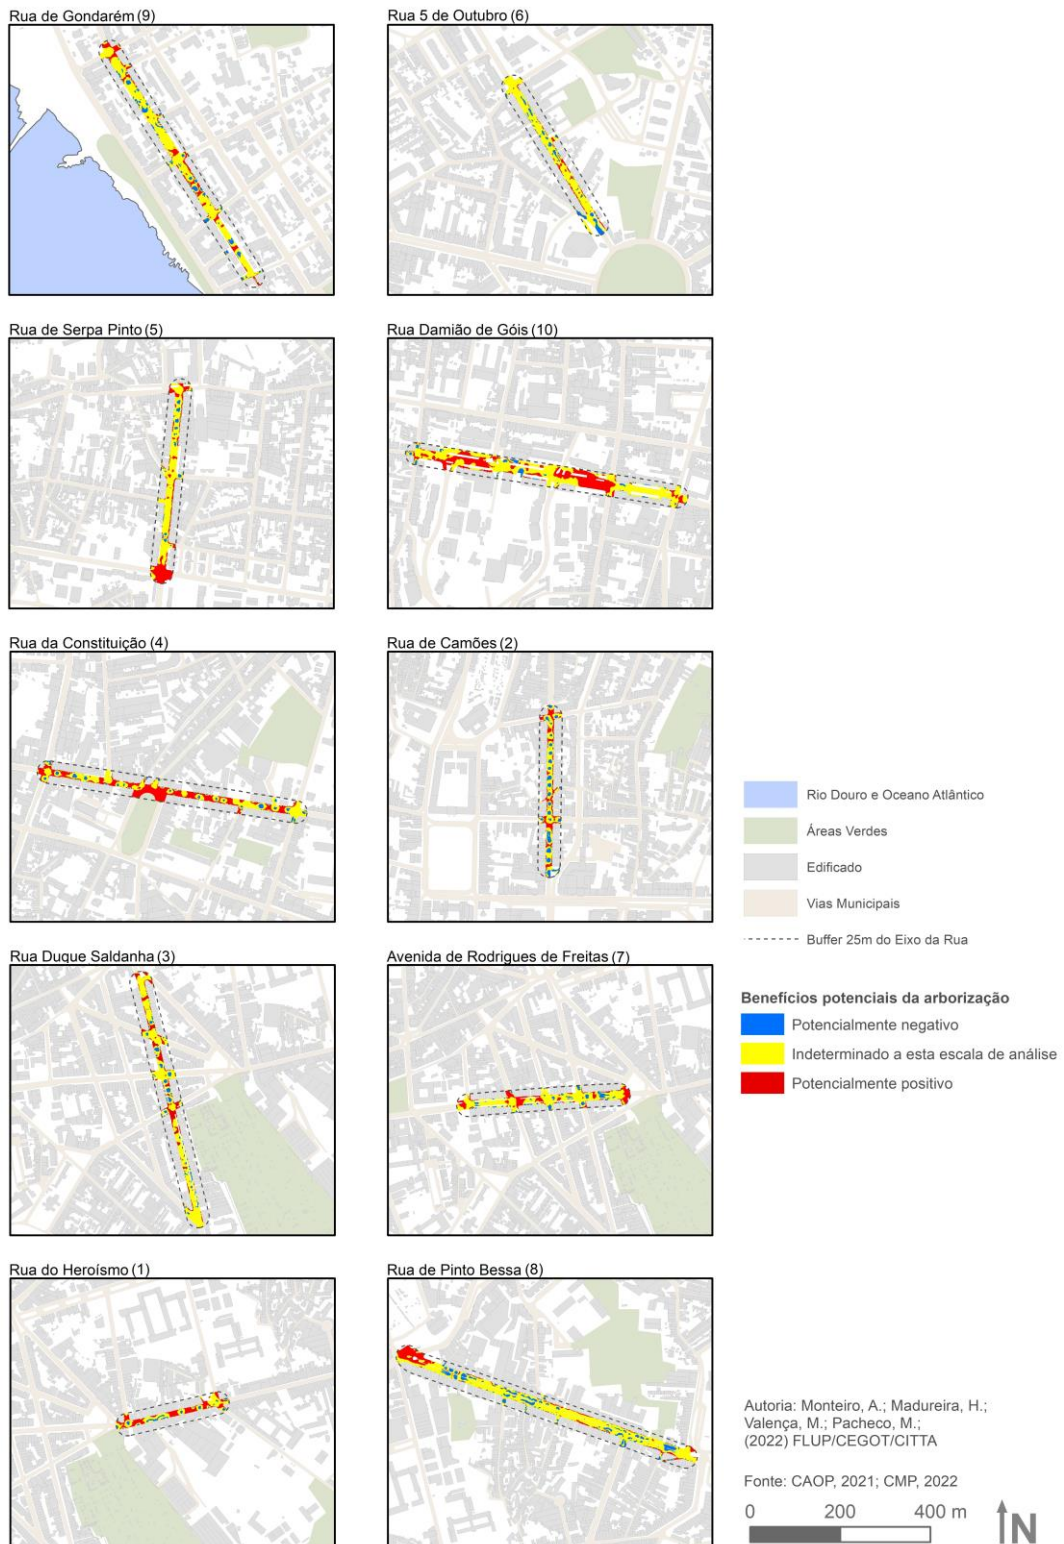 Rua de Gondarém (9)
Rua 5 de Outubro (6)
Rua de Serpa Pinto (5)
Rua Damião de Góis (10)
Rua da Constituição (4)
Rua de Camões (2)
Rua Duque Saldanha (3)
Avenida de Rodrigues de Freitas (7)
Rua do Heroísmo (1)
Rua de Pinto Bessa (8)
Rio Douro e Oceano Atlântico
Áreas Verdes
Edificado
Vias Municipais
Buffer 25m do Eixo da Rua
Benefícios potenciais da arborização
Potencialmente negativo
Indeterminado a esta escala de análise
Potencialmente positivo
Autoria: Monteiro, A.; Madureira, H.;
Valença, M.; Pacheco, M.;
(2022) FLUP/CEGOT/CITTA
Fonte: CAOP, 2021; CMP, 2022
0 200 400 m
N